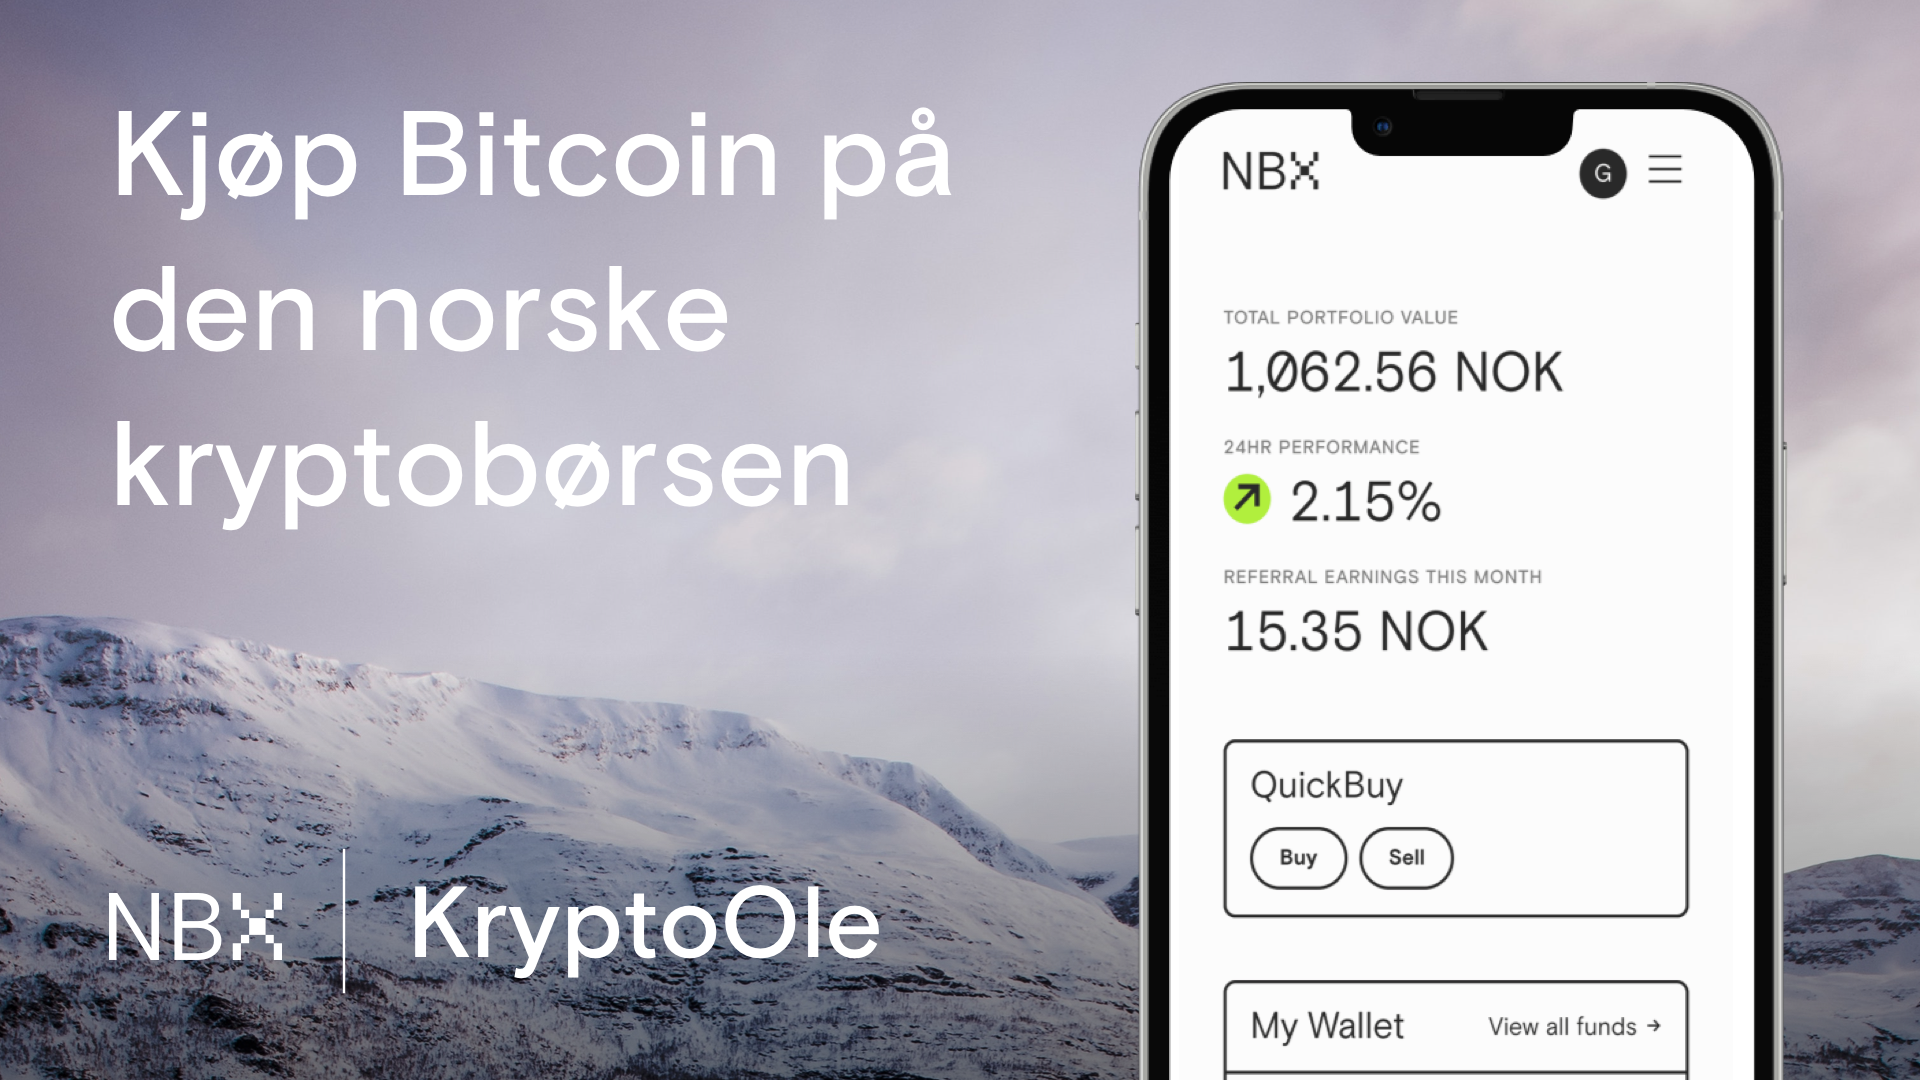 Kjøp Bitcoin på
den norske
kryptobørsen
NBX
KryptoOle
NBX
G
TOTAL PORTFOLIO VALUE
1,062.56 NOK
24HR PERFORMANCE
2.15%
REFERRAL EARNINGS THIS MONTH
15.35 NOK
QuickBuy
Buy Sell
My Wallet View all funds →